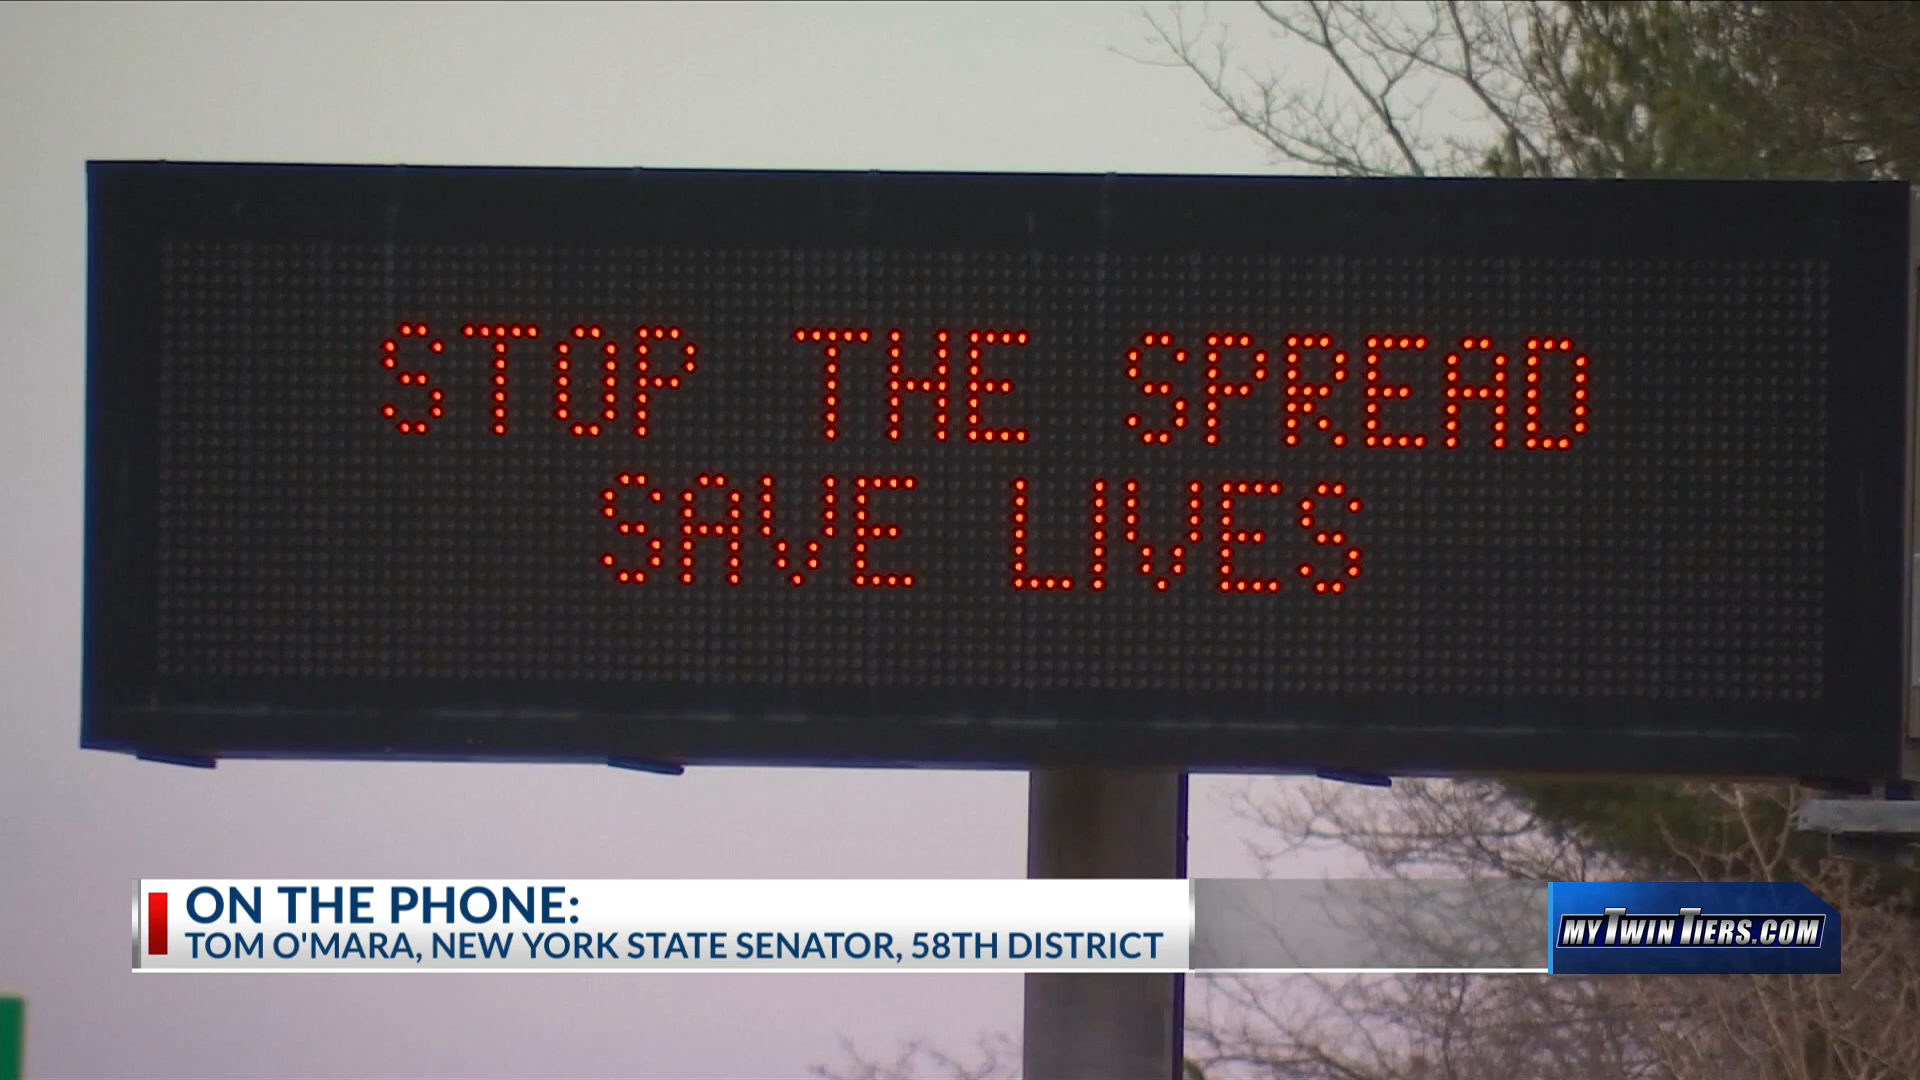 STOP THE SPREAD
SAVE LIVES
ON THE PHONE:
TOM O'MARA, NEW YORK STATE SENATOR, 58TH DISTRICT
MYTWINTIERS.COM